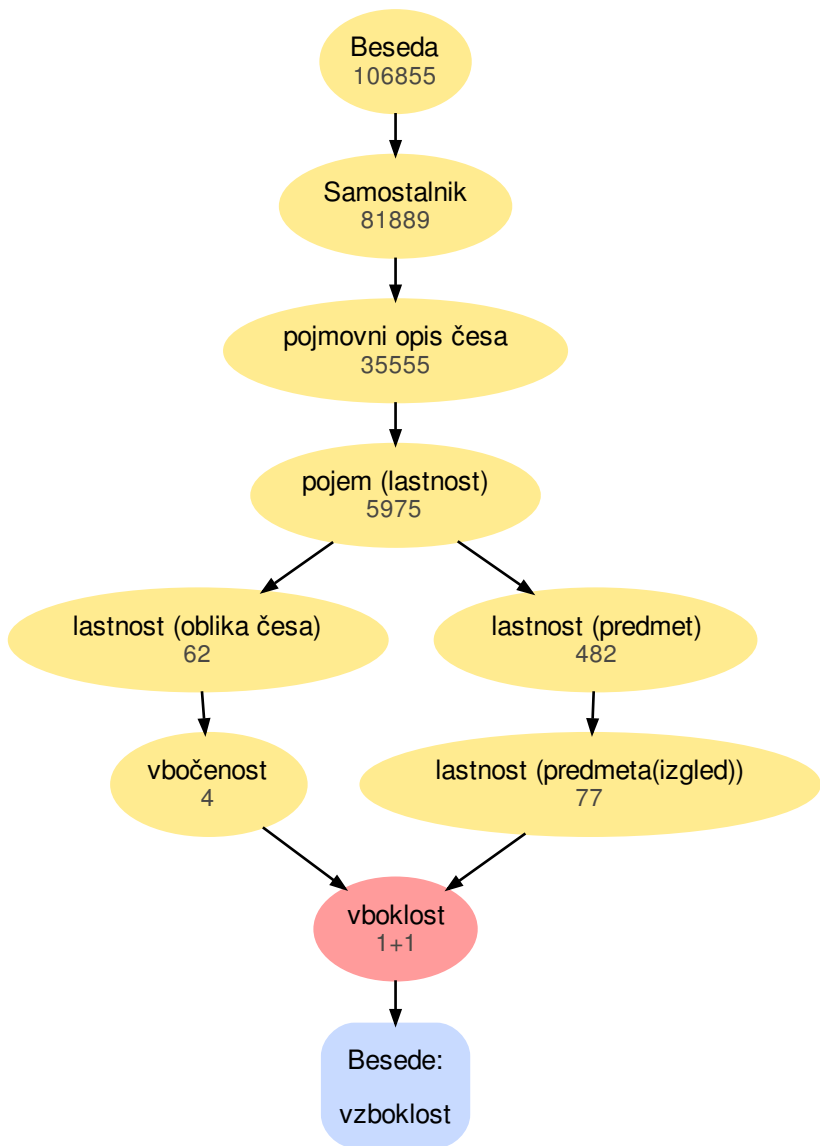 Beseda
106855
Samostalnik
81889
pojmovni opis česa
35555
pojem (lastnost)
5975
lastnost (oblika česa)
62
lastnost (predmet)
482
vbočenost
4
lastnost (predmeta(izgled))
77
vboklost
1+1
Besede:
vzboklost